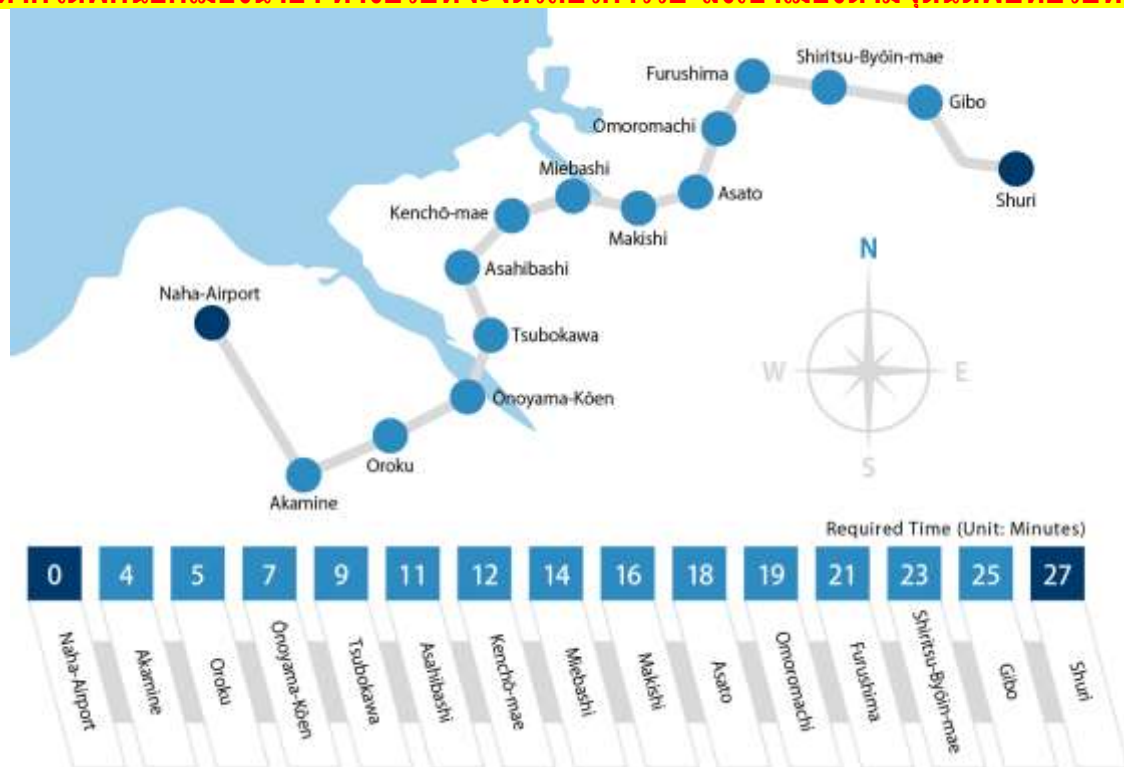 Shiritsu-Byōin-mae
Furushima
Gibo
Omoromachi
Miebashi
Asato
Shuri
Kenchō-mae
Makishi
N
Asahibashi
Naha-Airport
Tsubokawa
W
E
Ōnoyama-Kōen
Oroku
S
Akamine
Required Time (Unit: Minutes)
0 4 5 7 9 11 12 14 16 18 19 21 23 25 27
Naha-Airport
Akamine
Oroku
Ōnoyama-Kōen
Tsubokawa
Asahibashi
Kenchō-mae
Miebashi
Makishi
Asato
Omoromachi
Furushima
Shiritsu-Byōin-mae
Gibo
Shuri